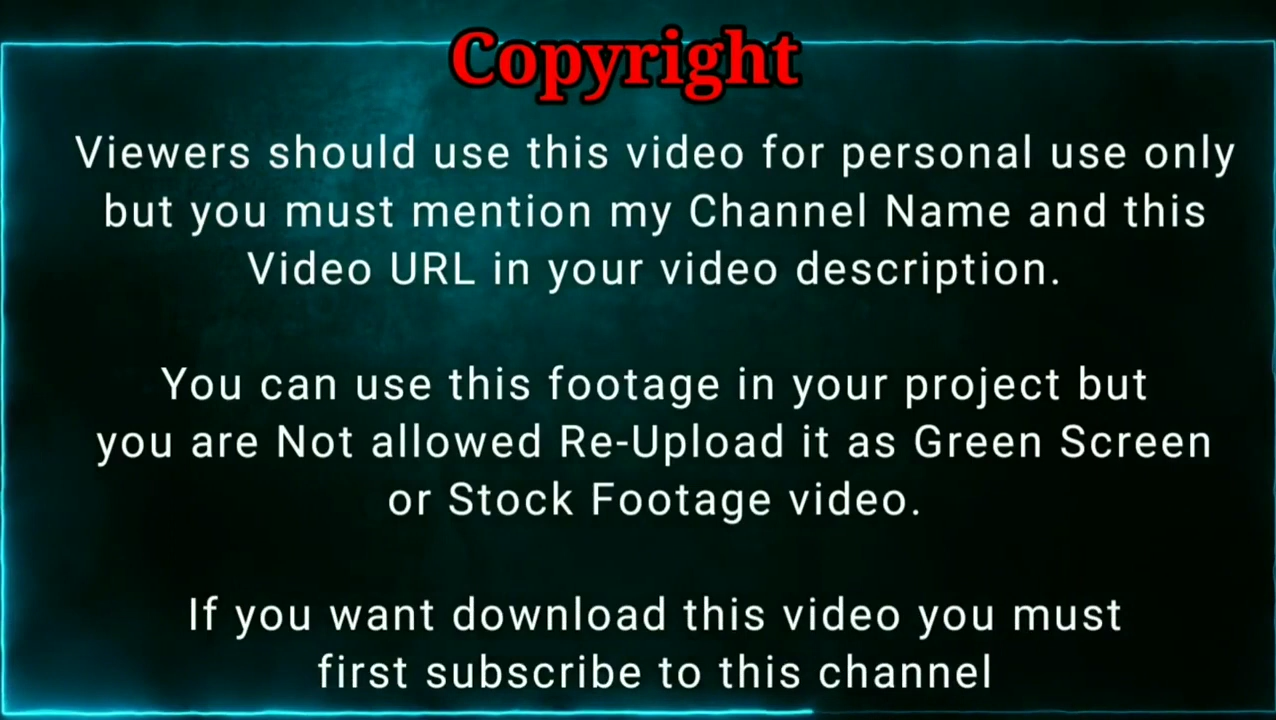 Copyright
Viewers should use this video for personal use only
but you must mention my Channel Name and this
Video URL in your video description.
You can use this footage in your project but
you are Not allowed Re-Upload it as Green Screen
or Stock Footage video.
If you want download this video you must
first subscribe to this channel